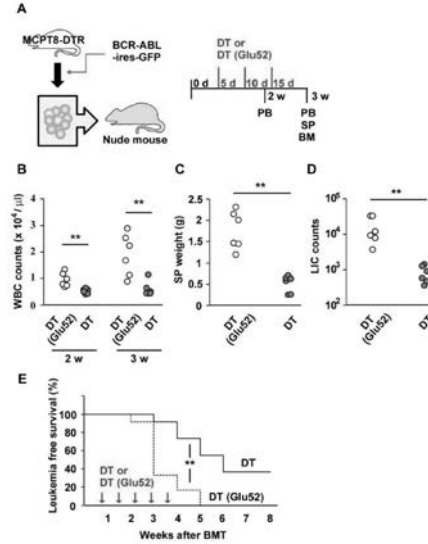 A
MCPT8-DTR
BCR-ABL
-ires-GFP
Nude mouse
DT or
DT (Glu52)
0 d 5 d 10 d 15 d
2 w 3 w
PB PB
SP
BM
B
WBC counts (x 10⁴/ μl)
4
3
2
1
0
** **
DT
(Glu52)
DT
DT
(Glu52)
DT
2 w 3 w
C
SP weight (g)
2.5
2
1.5
1
0.5
0
**
DT
(Glu52)
DT
D
LIC counts
10⁵
10⁴
10³
10²
**
DT
(Glu52)
DT
E
Leukemia free survival (%)
100
80
60
40
20
0
DT or
DT (Glu52)
**
DT
DT (Glu52)
1 2 3 4 5 6 7 8
Weeks after BMT